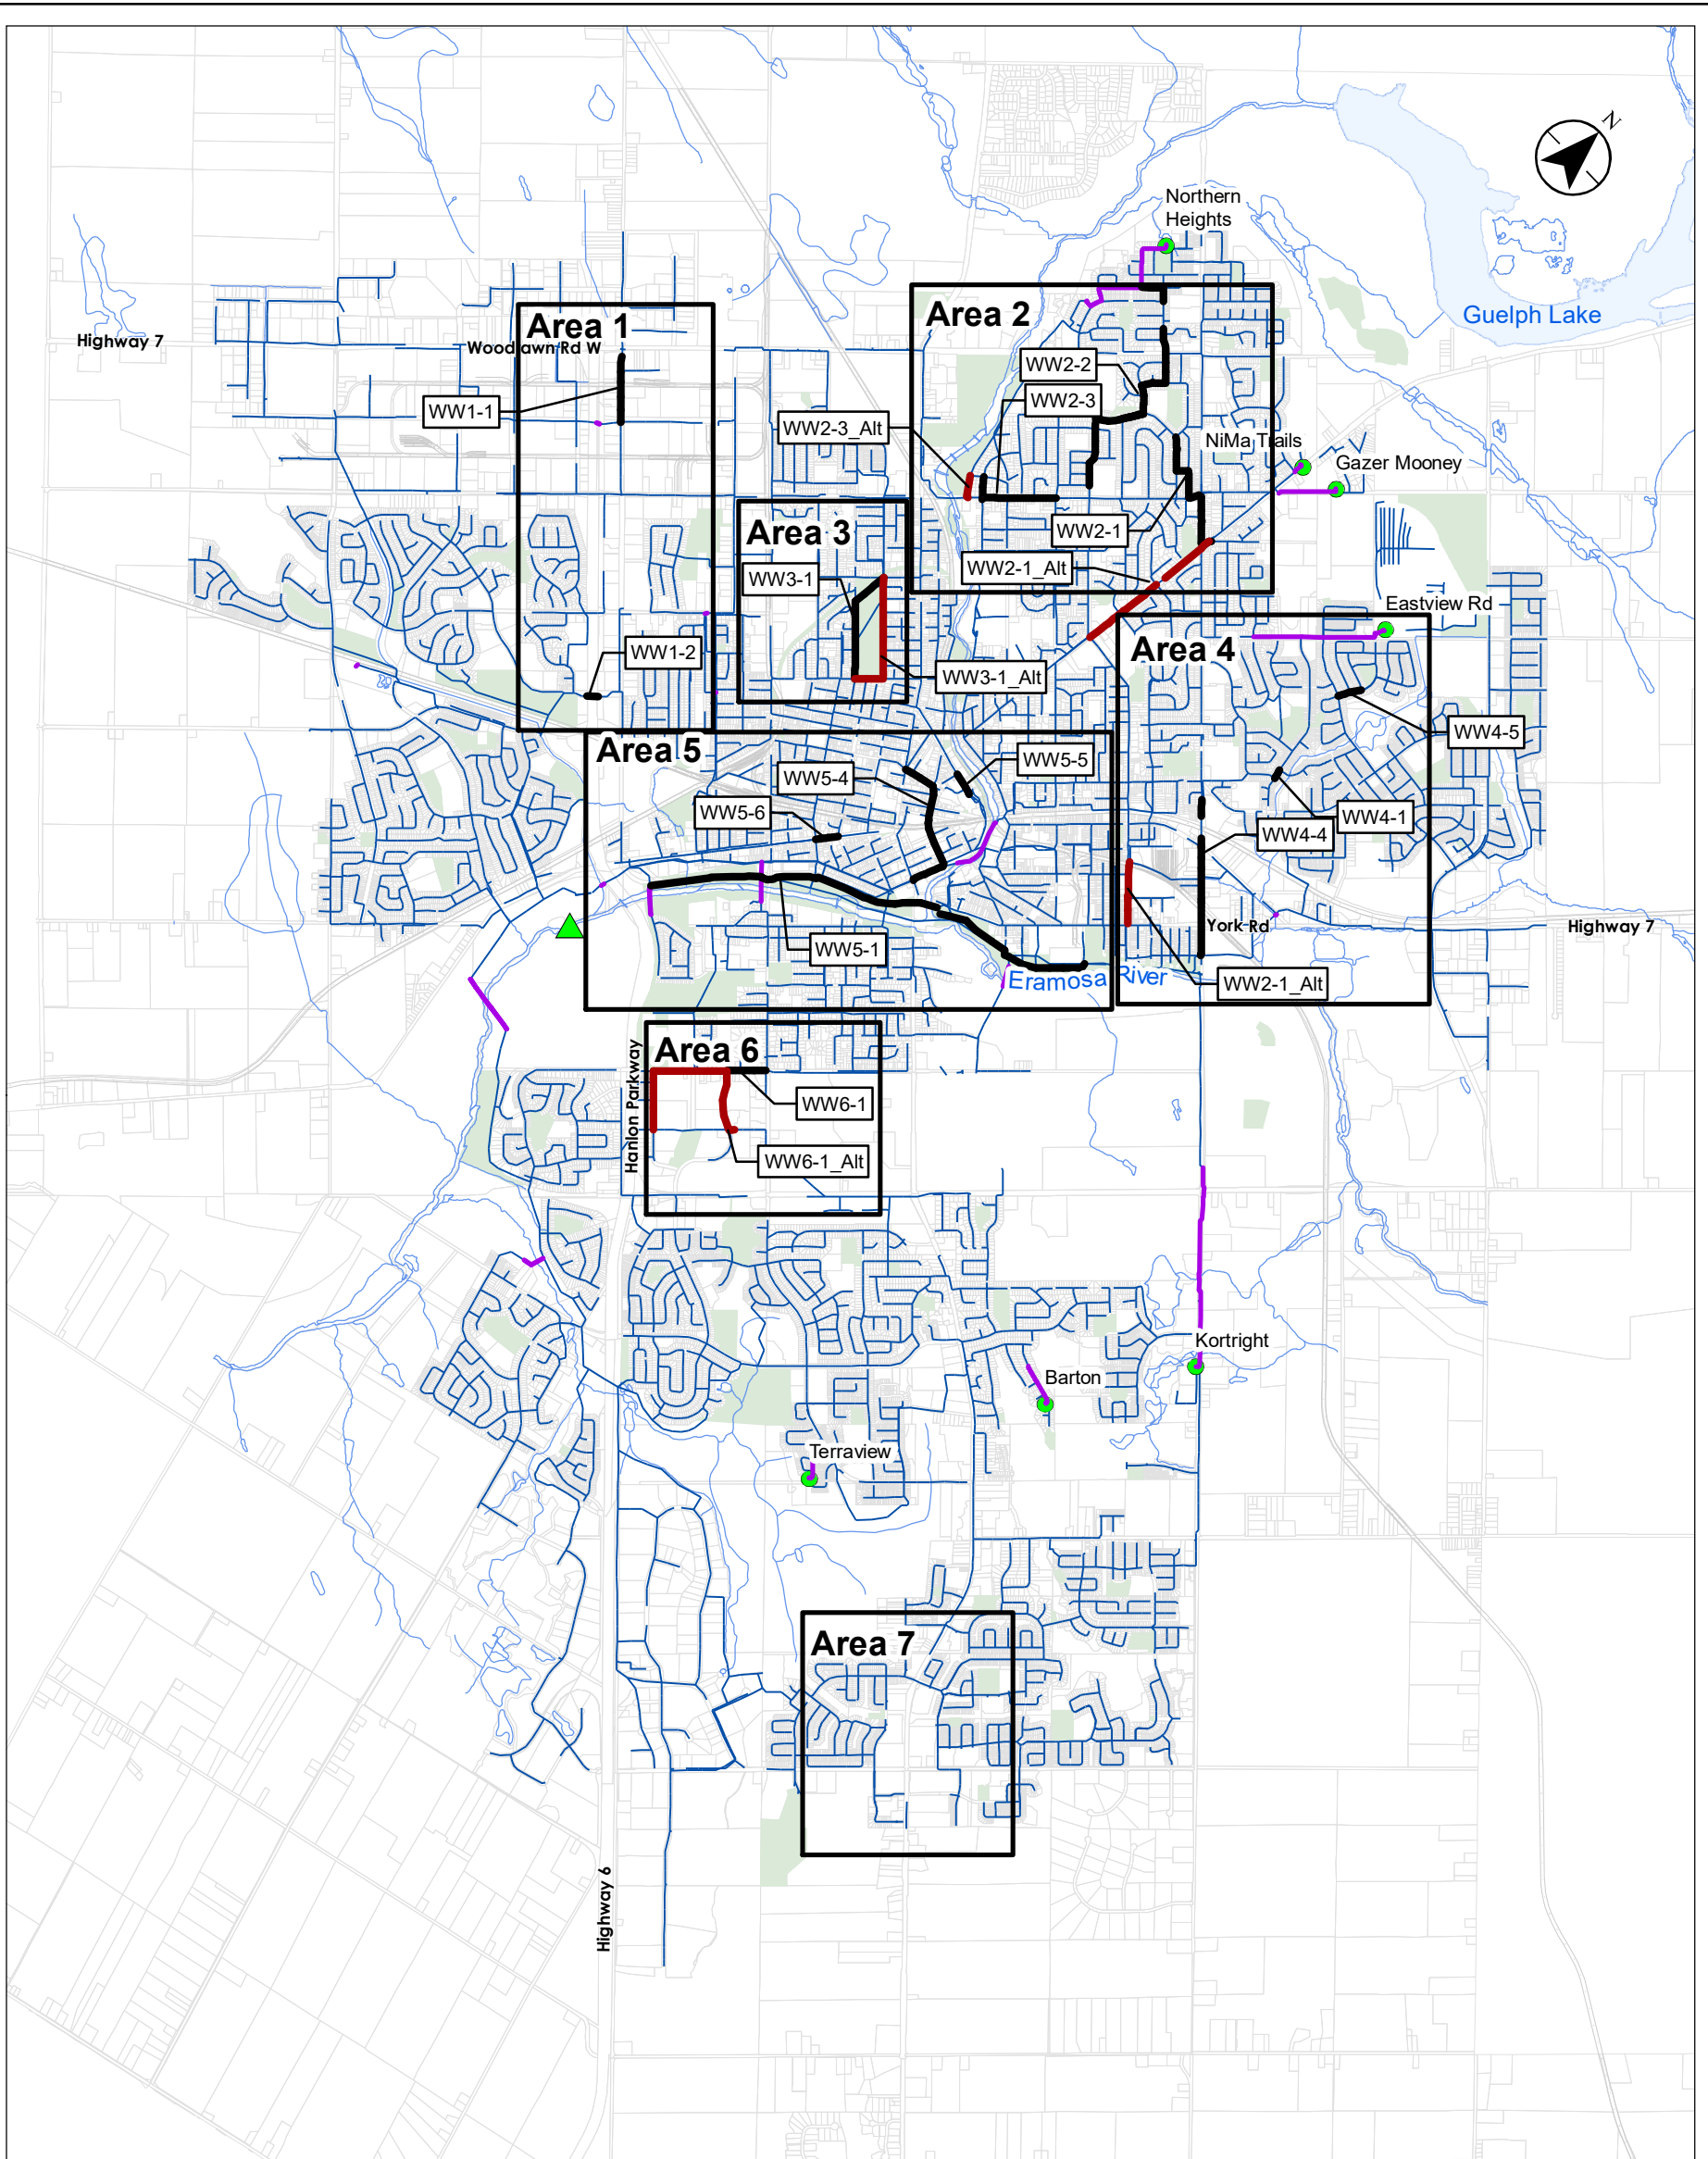 N
Northern
Heights
Guelph Lake
Area 1
Area 2
Highway 7
Woodlawn Rd W
WW2-2
WW2-3
WW1-1
WW2-3_Alt
NiMa Trails
Gazer Mooney
Area 3
WW2-1
WW2-1_Alt
WW3-1
Eastview Rd
Area 4
WW1-2
WW3-1_Alt
WW4-5
Area 5
WW5-5
WW5-4
WW5-6
WW4-1
WW4-4
York Rd
Highway 7
WW5-1
Eramosa River
WW2-1_Alt
Area 6
Hanlon Parkway
WW6-1
WW6-1_Alt
Kortright
Barton
Terraview
Area 7
Highway 6